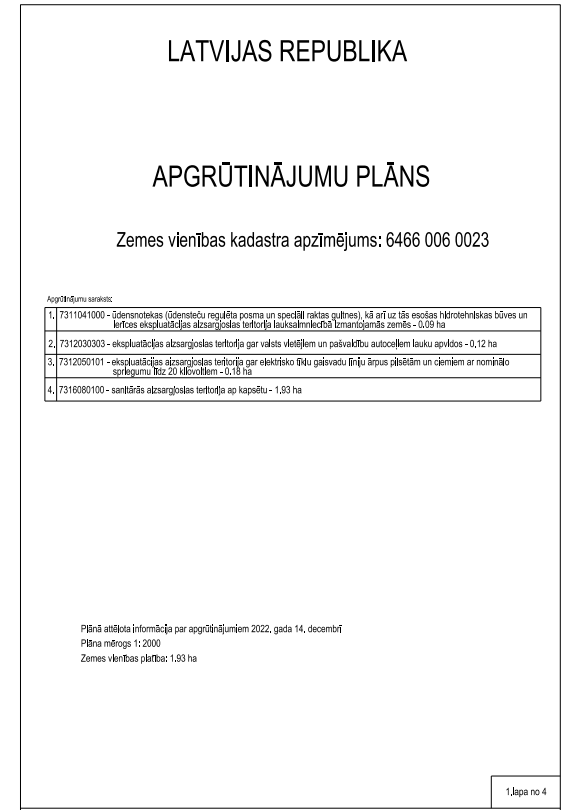 LATVIJAS REPUBLIKA
APGRŪTINĀJUMU PLĀNS
Zemes vienības kadastra apzīmējums: 6466 006 0023
Apgrūtinājumu saraksts:
1. 7311041000 - ūdensnotekas (ūdensteču regulēta posma un speciāli raktas gultnes), kā arī uz tās esošas hidrotehniskas būves un
ierīces ekspluatācijas aizsargjoslas teritorija lauksaimniecībā izmantojamās zemēs - 0.09 ha
2. 7312030303 - ekspluatācijas aizsargjoslas teritorija gar valsts vietējiem un pašvaldību autoceļiem lauku apvidos - 0,12 ha
3. 7312050101 - ekspluatācijas aizsargjoslas teritorija gar elektrisko tīklu gaisvadu līniju ārpus pilsētām un ciemiem ar nominālo
spriegumu līdz 20 kilovoltiem - 0.18 ha
4. 7316080100 - sanitārās aizsargjoslas teritorija ap kapsētu - 1,93 ha
Plānā attēlota informācija par apgrūtinājumiem 2022. gada 14. decembrī
Plāna mērogs 1: 2000
Zemes vienības platība: 1.93 ha
1.lapa no 4